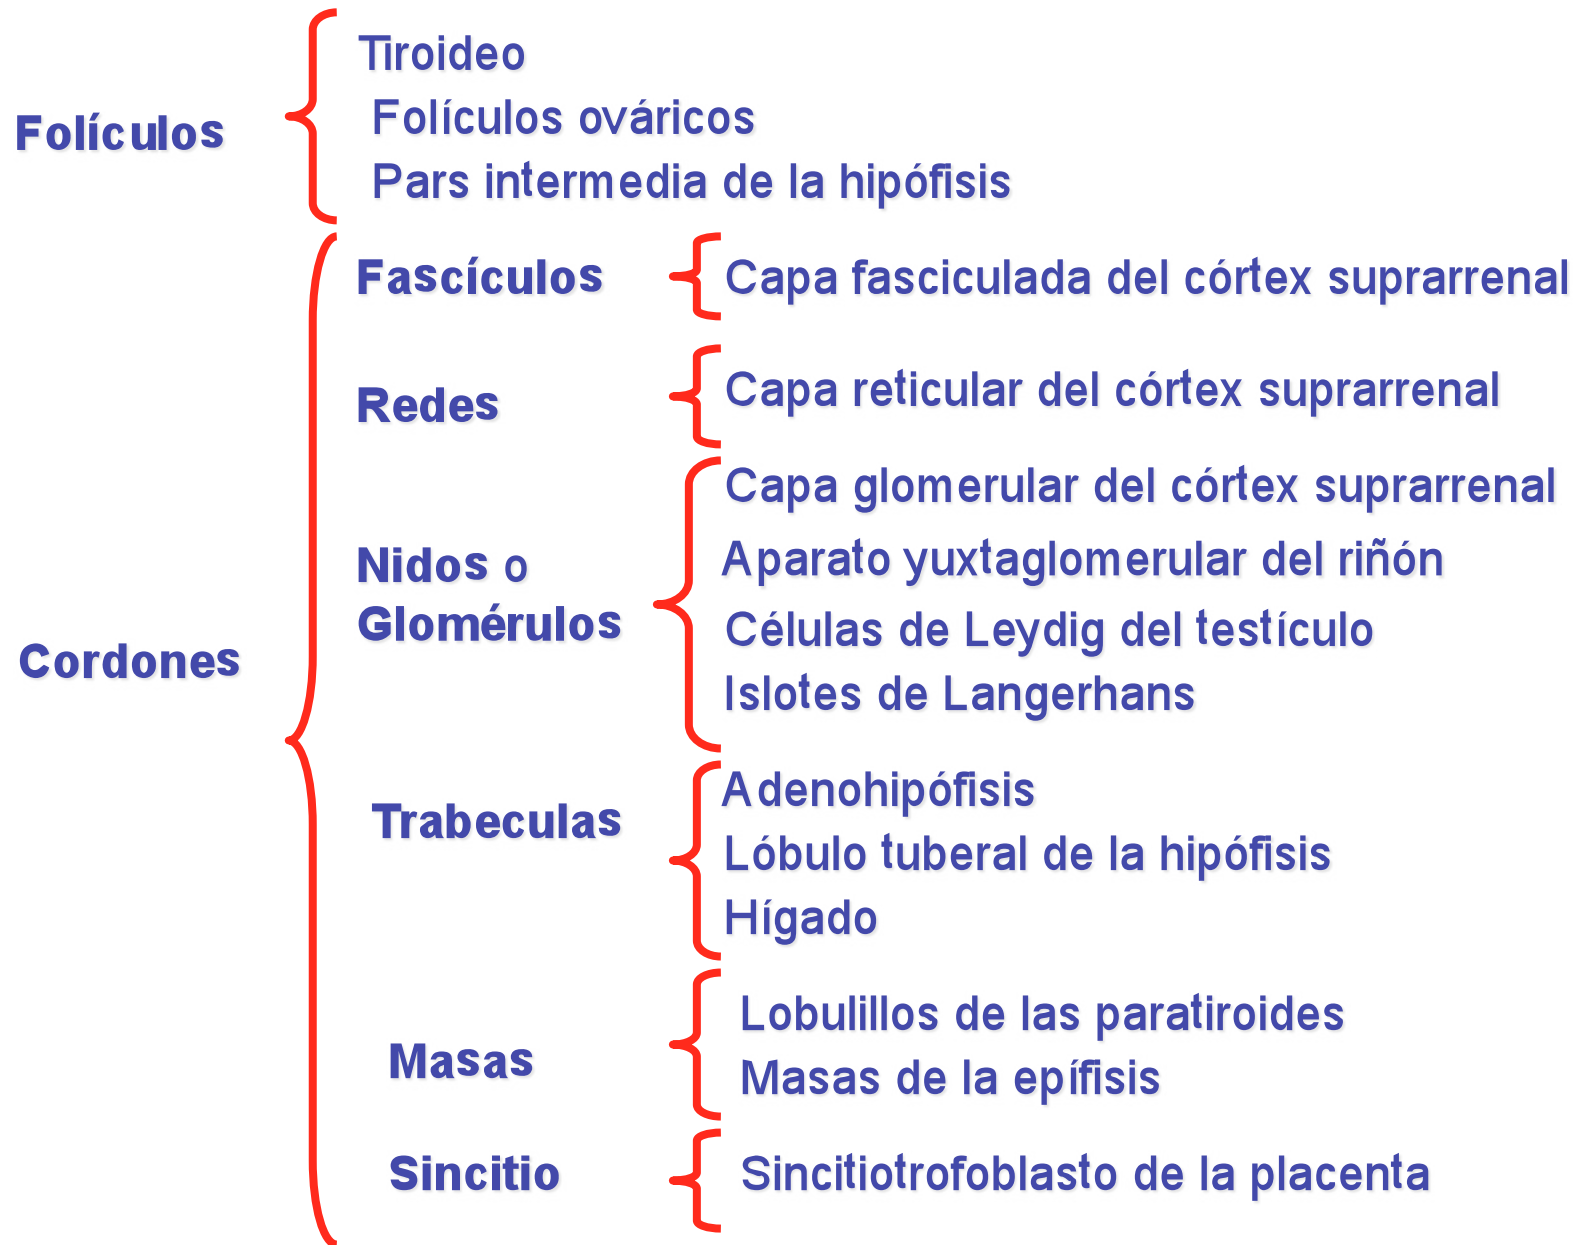 Folículos
Tiroideo
Folículos ováricos
Pars intermedia de la hipófisis
Cordones
Fascículos
Capa fasciculada del córtex suprarrenal
Redes
Capa reticular del córtex suprarrenal
Nidos o
Glomérulos
Capa glomerular del córtex suprarrenal
Aparato yuxtaglomerular del riñón
Células de Leydig del testículo
Islotes de Langerhans
Trabeculas
Adenohipófisis
Lóbulo tuberal de la hipófisis
Hígado
Masas
Lobulillos de las paratiroides
Masas de la epífisis
Sincitio
Sincitiotrofoblasto de la placenta